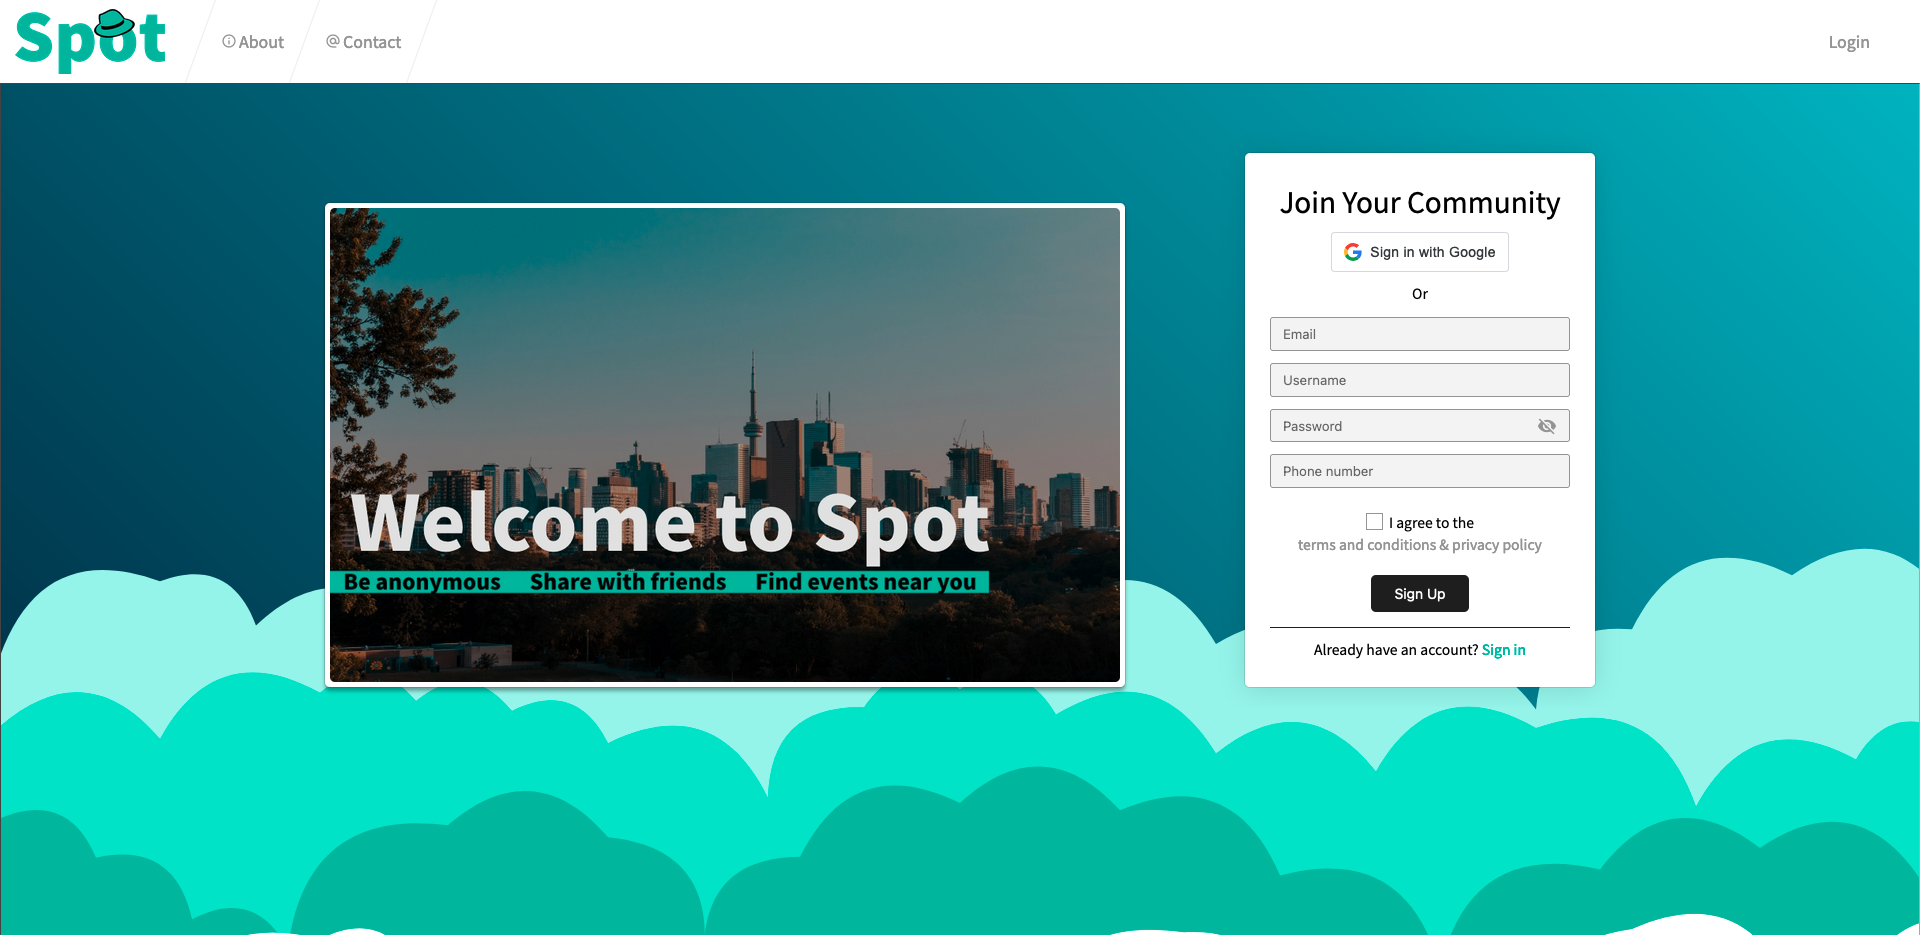 Spot
About
Contact
Login
Join Your Community
Sign in with Google
Or
Email
Username
Password
Phone number
I agree to the
terms and conditions & privacy policy
Sign Up
Already have an account? Sign in
Welcome to Spot
Be anonymous Share with friends Find events near you